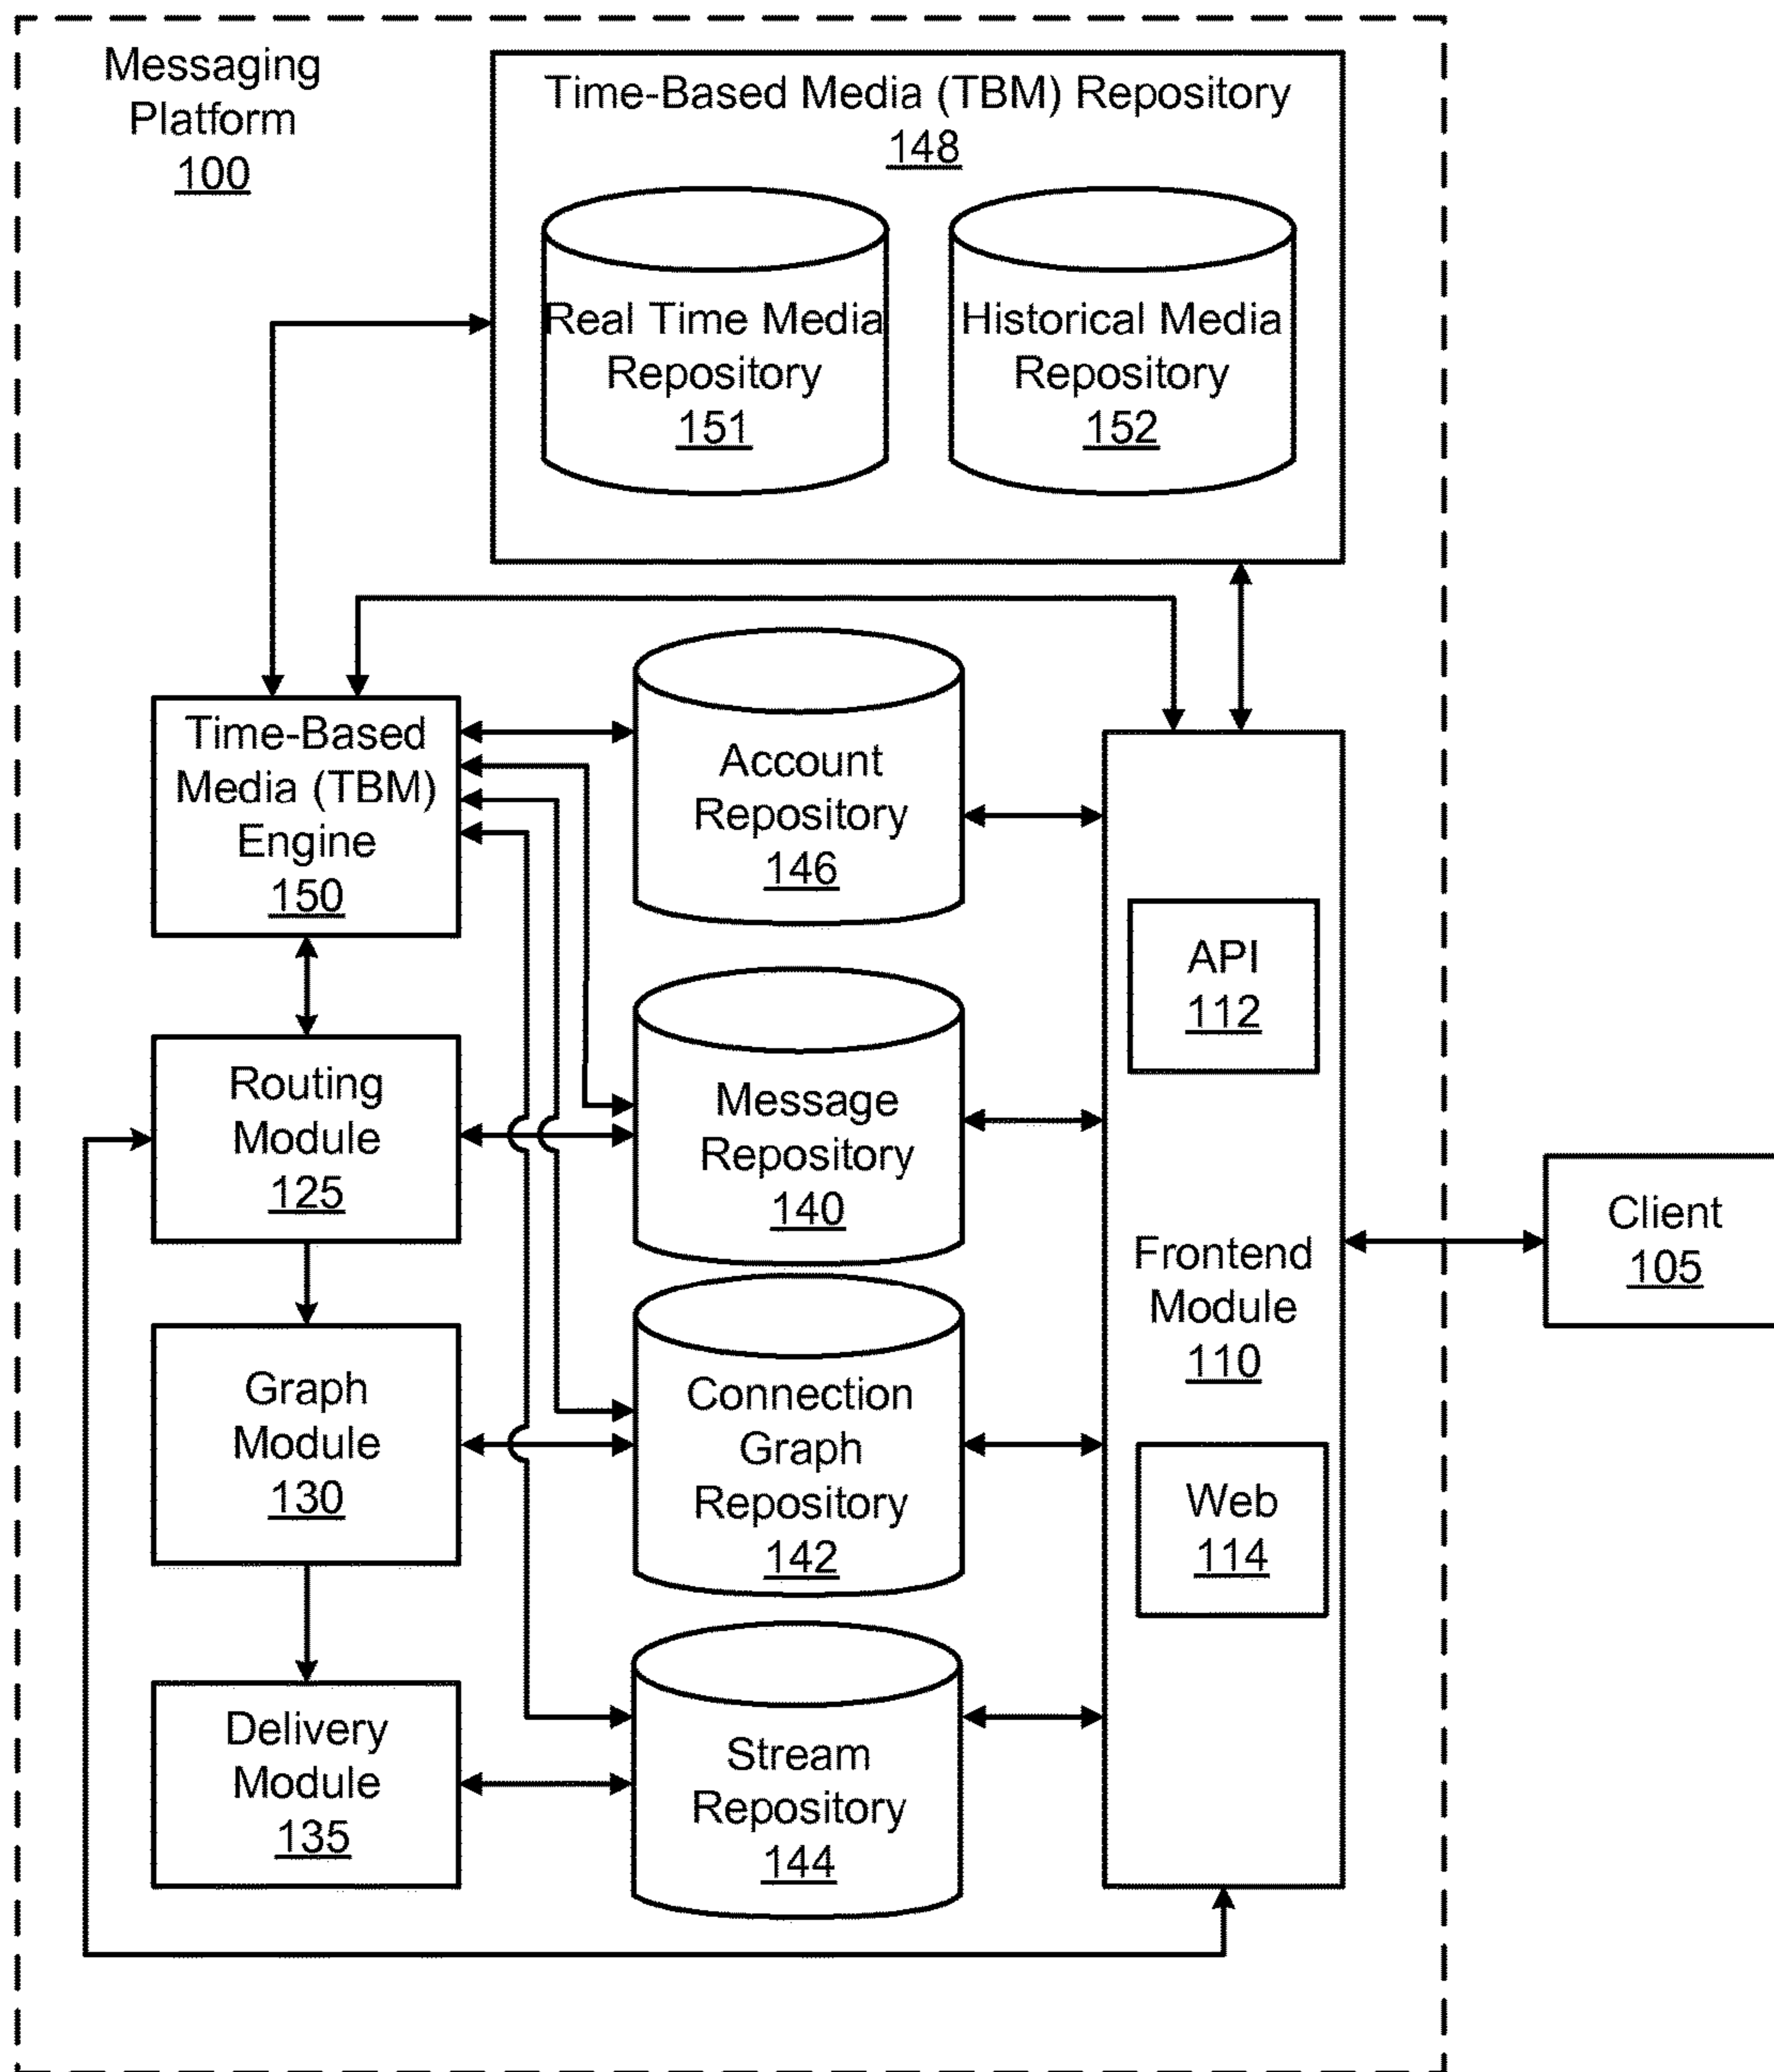 Messaging
Platform
100
Time-Based Media (TBM) Repository
148
Real Time Media
Repository
151
Historical Media
Repository
152
Time-Based
Media (TBM)
Engine
150
Account
Repository
146
API
112
Routing
Module
125
Message
Repository
140
Frontend
Module
110
Client
105
Graph
Module
130
Connection
Graph
Repository
142
Web
114
Delivery
Module
135
Stream
Repository
144